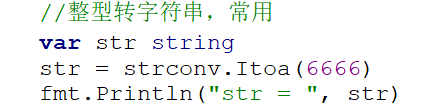 //整型转字符串，常用
var str string
str = strconv.Itoa(6666)
fmt.Println("str = ", str)